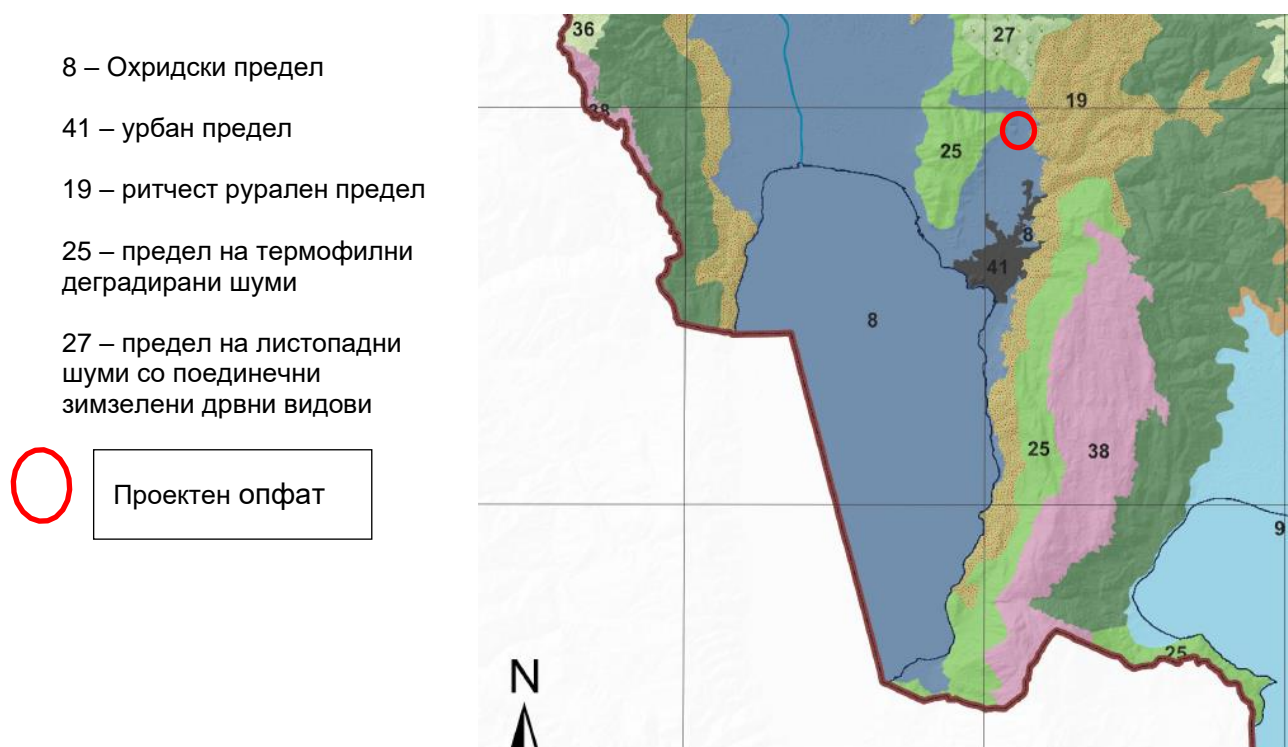 8 – Охридски предел
41 – урбан предел
19 – ритчест рурален предел
25 – предел на термофилни
деградирани шуми
27 – предел на листопадни
шуми со поединечни
зимзелени дрвни видови
Проектен опфат
36
27
38
19
25
8
41
8
25
38
9
25
N